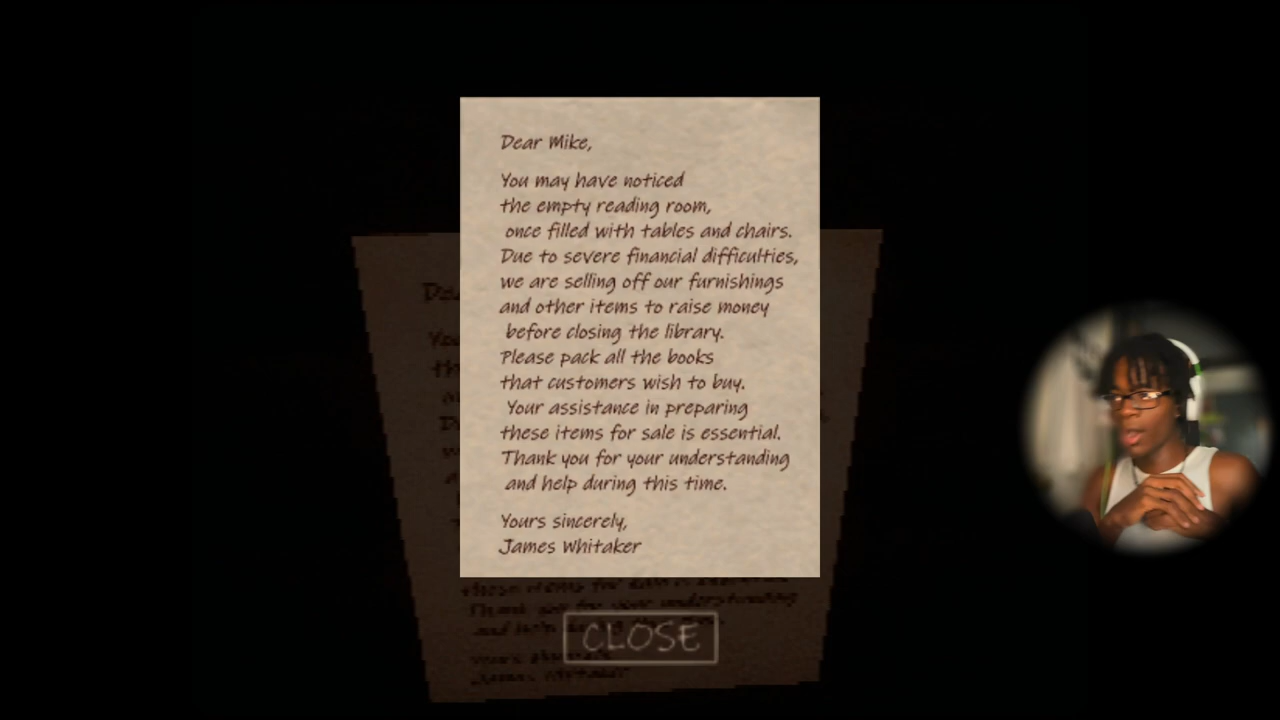 Dear Mike,
You may have noticed
the empty reading room,
once filled with tables and chairs.
Due to severe financial difficulties,
we are selling off our furnishings
and other items to raise money
before closing the library.
Please pack all the books
that customers wish to buy.
Your assistance in preparing
these items for sale is essential.
Thank you for your understanding
and help during this time.
Yours sincerely,
James Whitaker
CLOSE